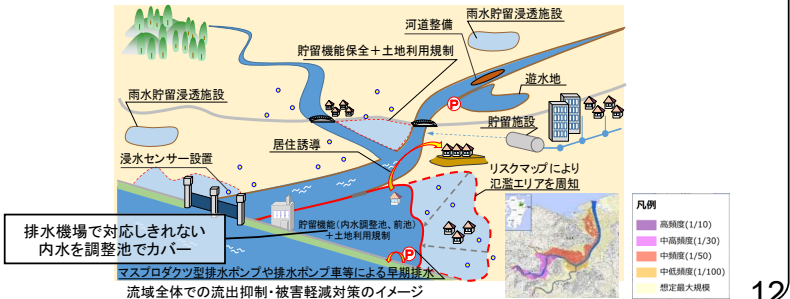 雨水貯留浸透施設
河道整備
貯留機能保全＋土地利用規制
遊水地
雨水貯留浸透施設
P
貯留施設
居住誘導
浸水センサー設置
リスクマップにより
氾濫エリアを周知
排水機場で対応しきれない
内水を調整池でカバー
貯留機能(内水調整池、前池)
＋土地利用規制
P
マスプロダクツ型排水ポンプや排水ポンプ車等による早期排水
流域全体での流出抑制・被害軽減対策のイメージ
凡例
高頻度(1/10)
中高頻度(1/30)
中頻度(1/50)
中低頻度(1/100)
想定最大規模
12